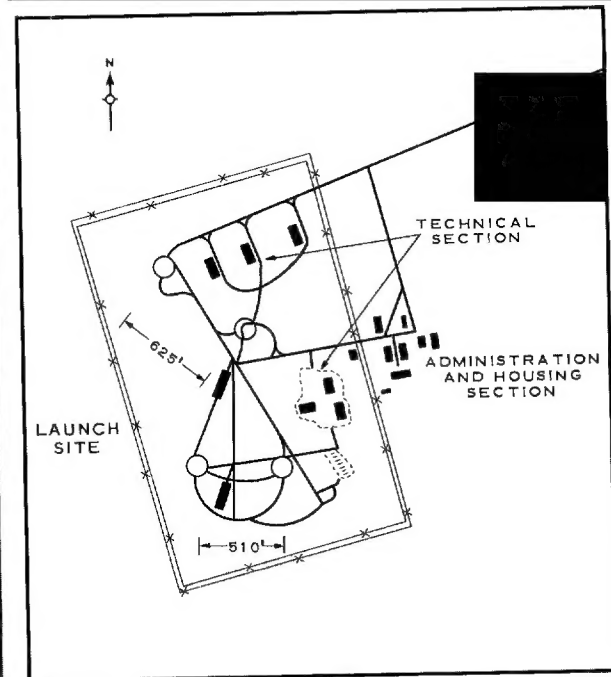 N
TECHNICAL
SECTION
625'
ADMINISTRATION
AND HOUSING
SECTION
LAUNCH
SITE
510'